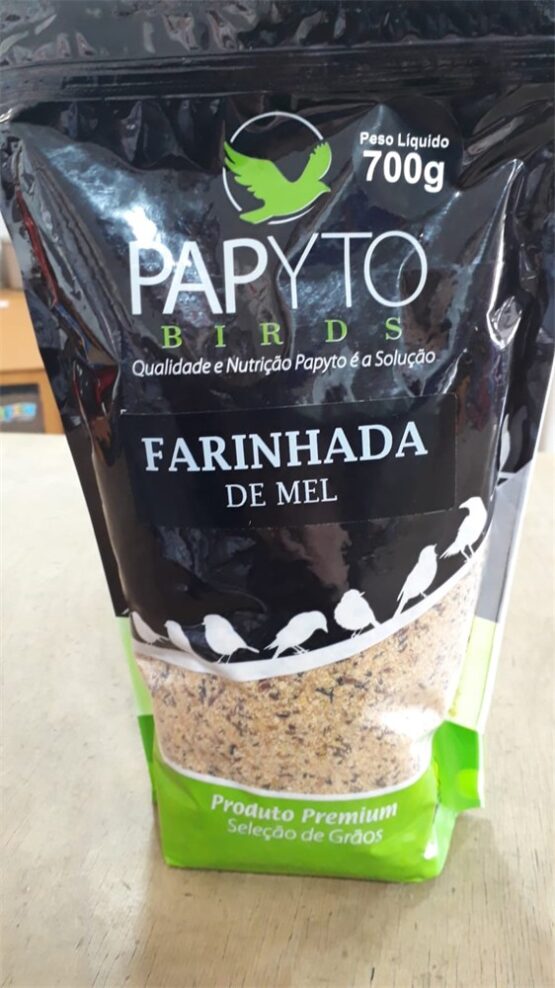 Peso Líquido
700g
PAPYTO
BIRDS
Qualidade e Nutrição Papyto é a Solução
FARINHADA
DE MEL
Produto Premium
Seleção de Grãos